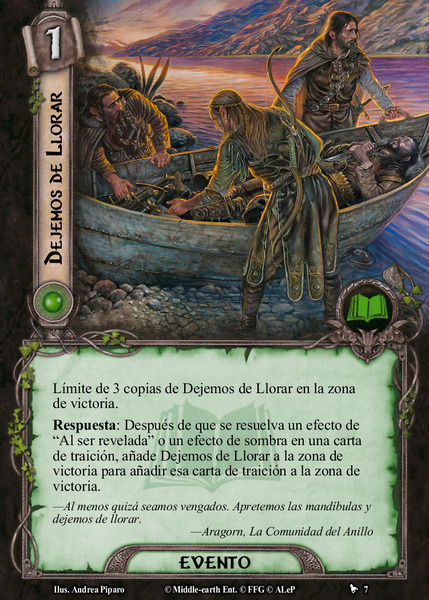 1
DEJEMOS DE LLORAR
Límite de 3 copias de Dejemos de Llorar en la zona
de victoria.
Respuesta: Después de que se resuelva un efecto de
“Al ser revelada” o un efecto de sombra en una carta
de traición, añade Dejemos de Llorar a la zona de
victoria para añadir esa carta de traición a la zona de
victoria.
—Al menos quizá seamos vengados. Apretemos las mandíbulas y
dejemos de llorar.
—Aragorn, La Comunidad del Anillo
EVENTO
Ilus. Andrea Piparo © Middle-earth Ent. © FFG © ALeP 7